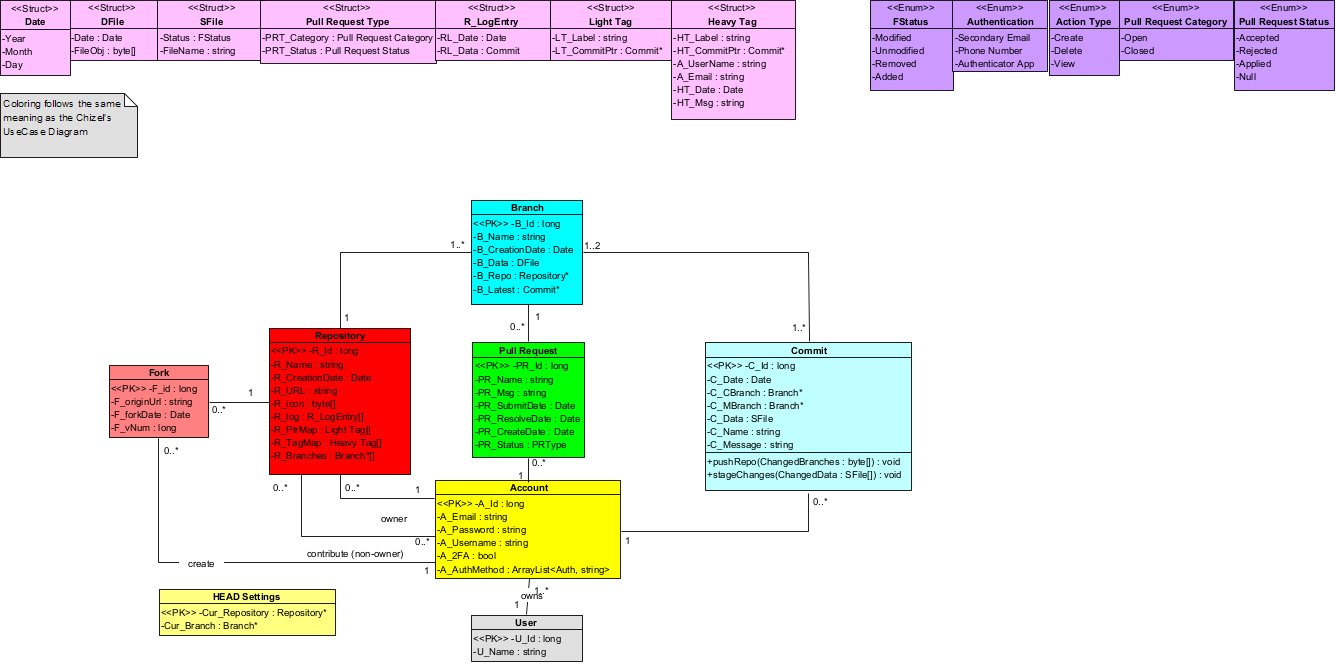 <<Struct>>
Date
-Year
-Month
-Day
<<Struct>>
DFile
-Date : Date
-FileObj : byte[]
<<Struct>>
SFile
-Status : FStatus
-FileName : string
<<Struct>>
Pull Request Type
-PRT_Category : Pull Request Category
-PRT_Status : Pull Request Status
<<Struct>>
R_LogEntry
-RL_Date : Date
-RL_Data : Commit
<<Struct>>
Light Tag
-LT_Label : string
-LT_CommitPtr : Commit*
<<Struct>>
Heavy Tag
-HT_Label : string
-HT_CommitPtr : Commit*
-A_UserName : string
-A_Email : string
-HT_Date : Date
-HT_Msg : string
<<Enum>>
FStatus
-Modified
-Unmodified
-Removed
-Added
<<Enum>>
Authentication
-Secondary Email
-Phone Number
-Authenticator App
<<Enum>>
Action Type
-Create
-Delete
-View
<<Enum>>
Pull Request Category
-Open
-Closed
<<Enum>>
Pull Request Status
-Accepted
-Rejected
-Applied
-Null
Coloring follows the same
meaning as the Chizel's
UseCase Diagram
Branch
<<PK>> -B_Id : long
-B_Name : string
-B_CreationDate : Date
-B_Data : DFile
-B_Repo : Repository*
-B_Latest : Commit*
1..*
1..2
1
1
0..*
1..*
Repository
<<PK>> -R_Id : long
-R_Name : string
-R_CreationDate : Date
-R_URL : string
-R_icon : byte[]
-R_log : R_LogEntry[]
-R_PtrMap : Light Tag[]
-R_TagMap : Heavy Tag[]
-R_Branches : Branch*[]
Pull Request
<<PK>> -PR_Id : long
-PR_Name : string
-PR_Msg : string
-PR_SubmitDate : Date
-PR_ResolveDate : Date
-PR_CreateDate : Date
-PR_Status : PRType
Commit
<<PK>> -C_Id : long
-C_Date : Date
-C_CBranch : Branch*
-C_MBranch : Branch*
-C_Data : SFile
-C_Name : string
-C_Message : string
+pushRepo(ChangedBranches : byte[]) : void
+stageChanges(ChangedData : SFile[]) : void
Fork
<<PK>> -F_id : long
-F_originUrl : string
-F_forkDate : Date
-F_vNum : long
1
0..*
0..*
0..*
0..*
1
0..*
1
0..*
Account
<<PK>> -A_Id : long
-A_Email : string
-A_Password : string
-A_Username : string
-A_2FA : bool
-A_AuthMethod : ArrayList<Auth, string>
owner
0..*
1
contribute (non-owner)
create
1
HEAD Settings
<<PK>> -Cur_Repository : Repository*
-Cur_Branch : Branch*
1..*
owns
1
User
<<PK>> -U_Id : long
-U_Name : string